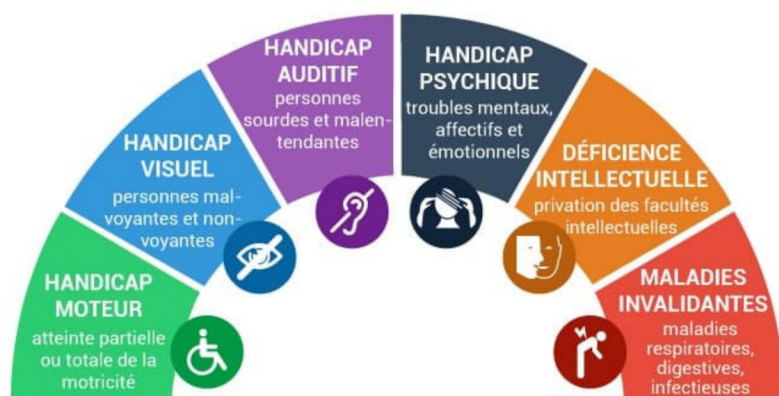 HANDICAP
MOTEUR
atteinte partielle
ou totale de la
motricité
HANDICAP
VISUEL
personnes mal-
voyantes et non-
voyantes
HANDICAP
AUDITIF
personnes
sourdes et malen-
tendantes
HANDICAP
PSYCHIQUE
troubles mentaux,
affectifs et
émotionnels
DÉFICIENCE
INTELLECTUELLE
privation des facultés
intellectuelles
MALADIES
INVALIDANTES
maladies
respiratoires,
digestives,
infectieuses